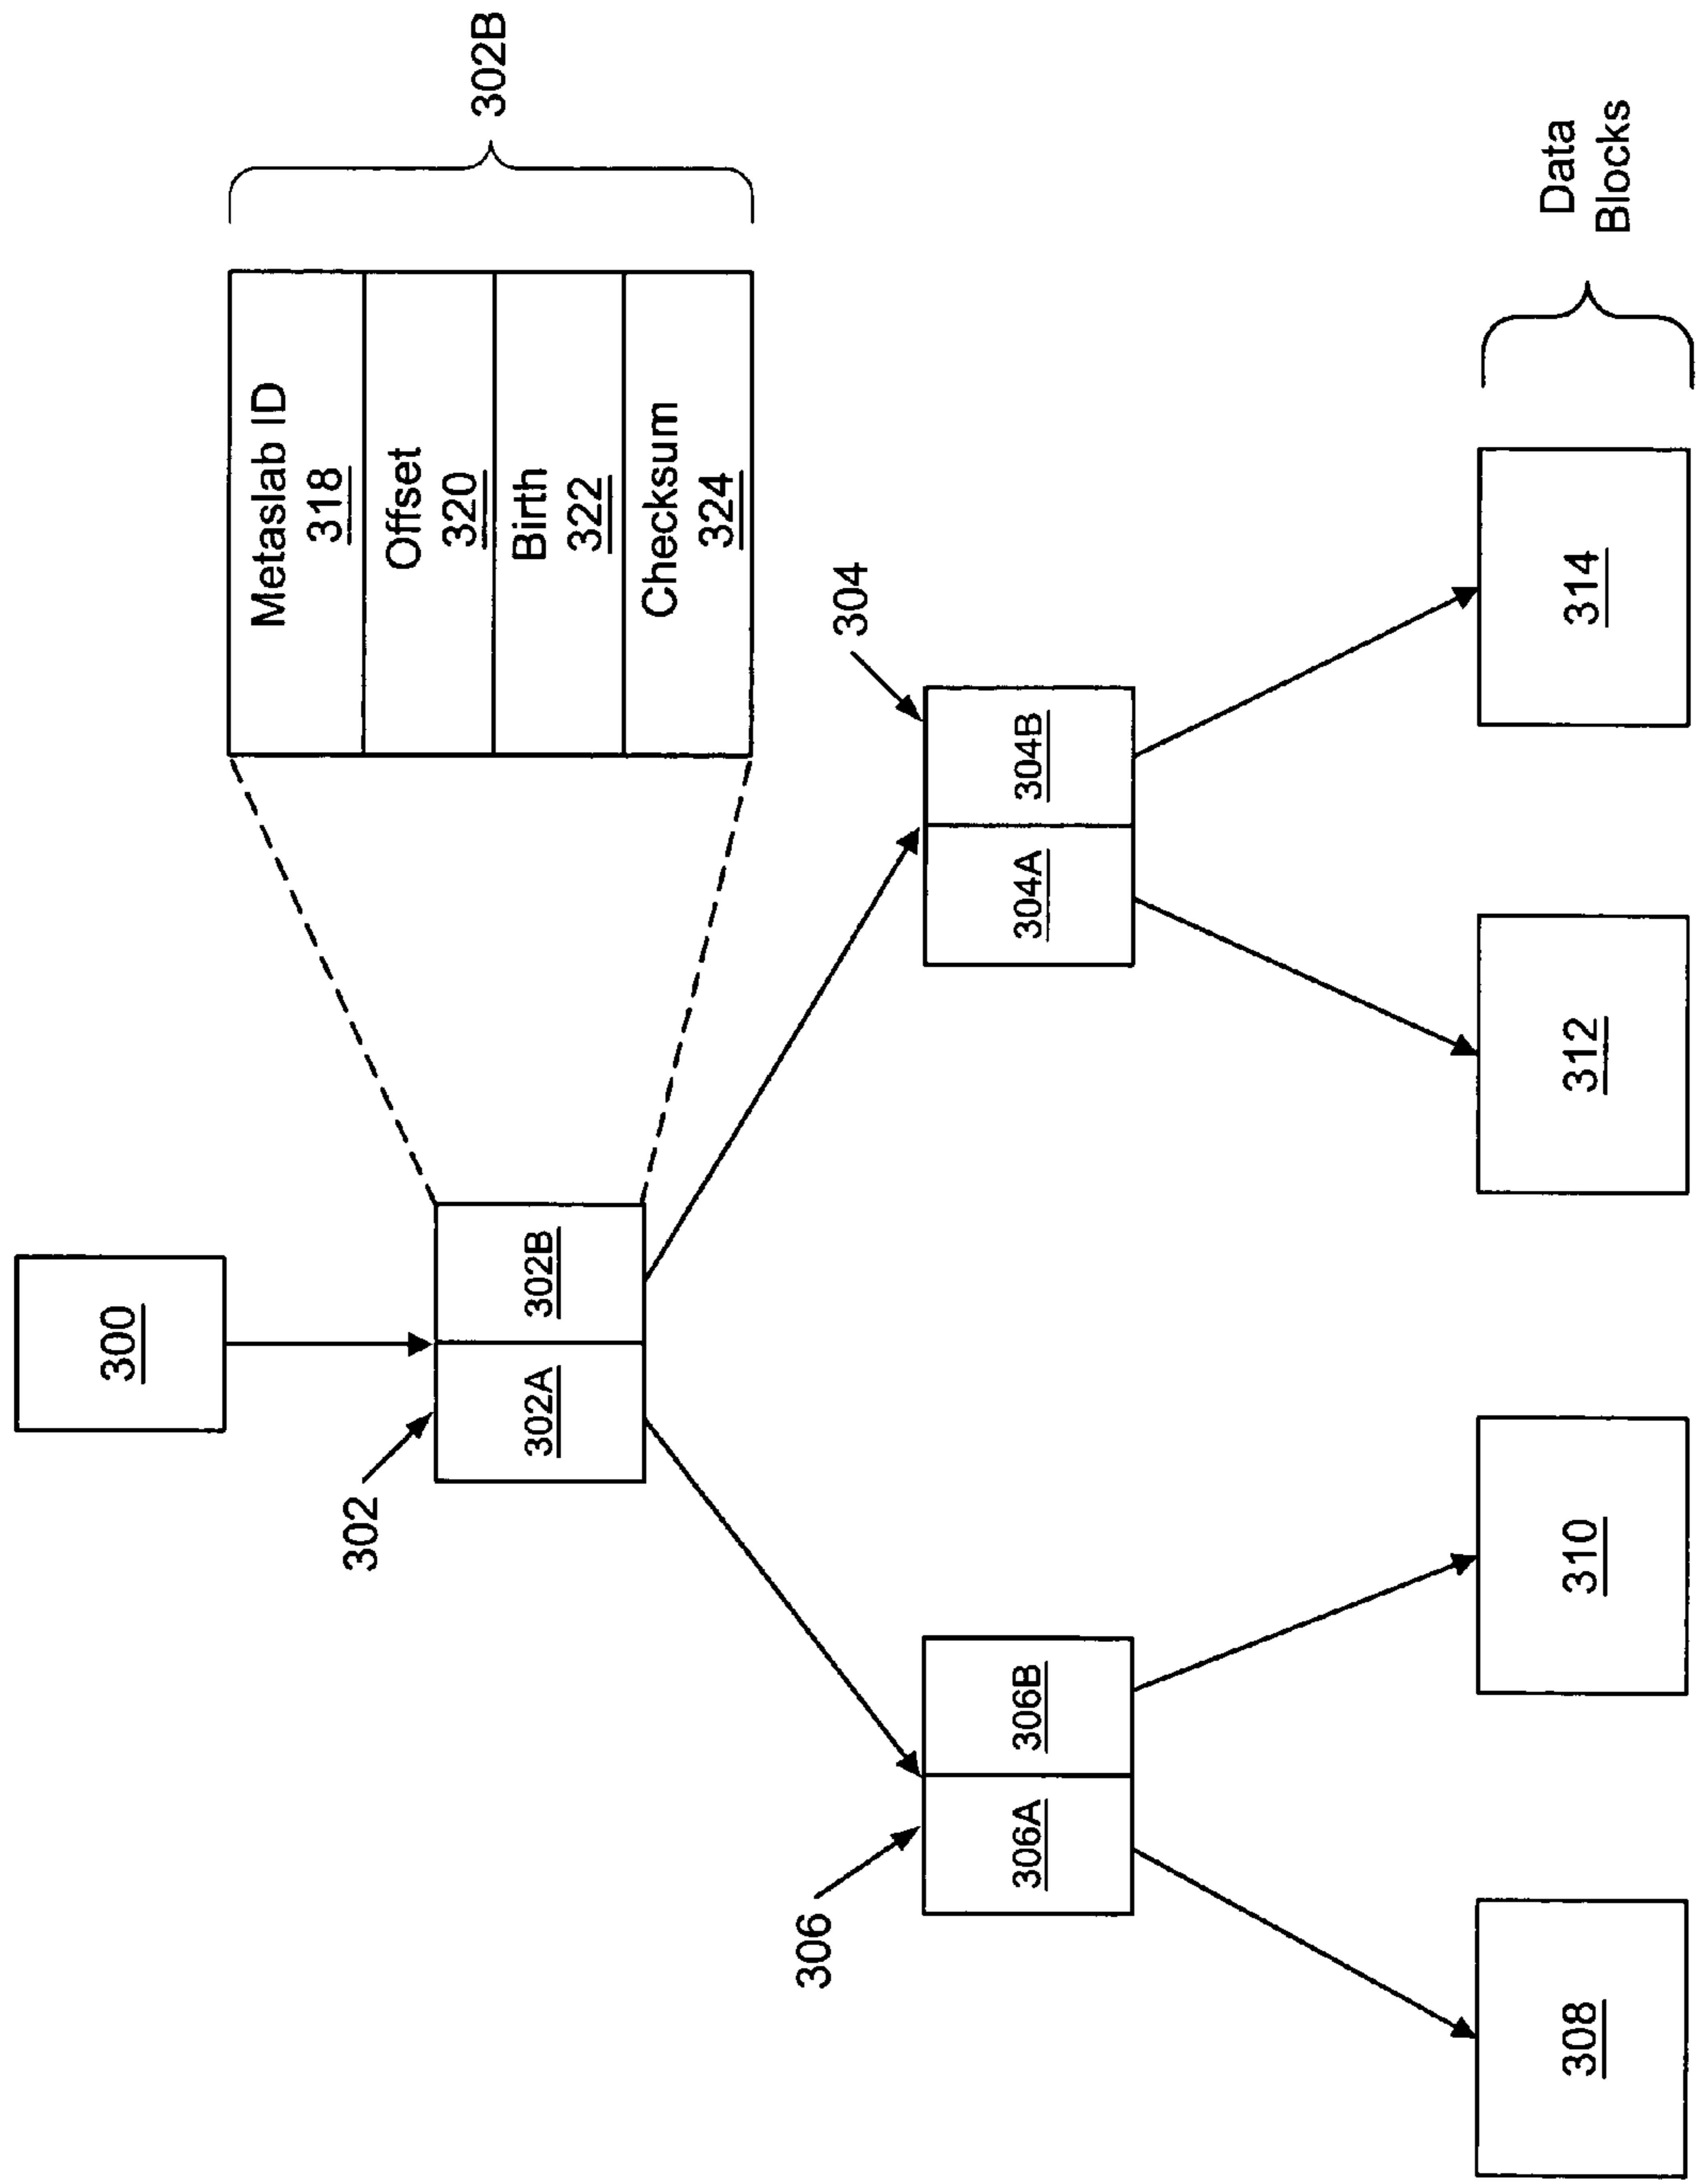 300
302
302A
302B
Metaslab ID
318
Offset
320
Birth
322
Checksum
324
302B
306
306A
306B
304
304A
304B
308
310
312
314
Data
Blocks